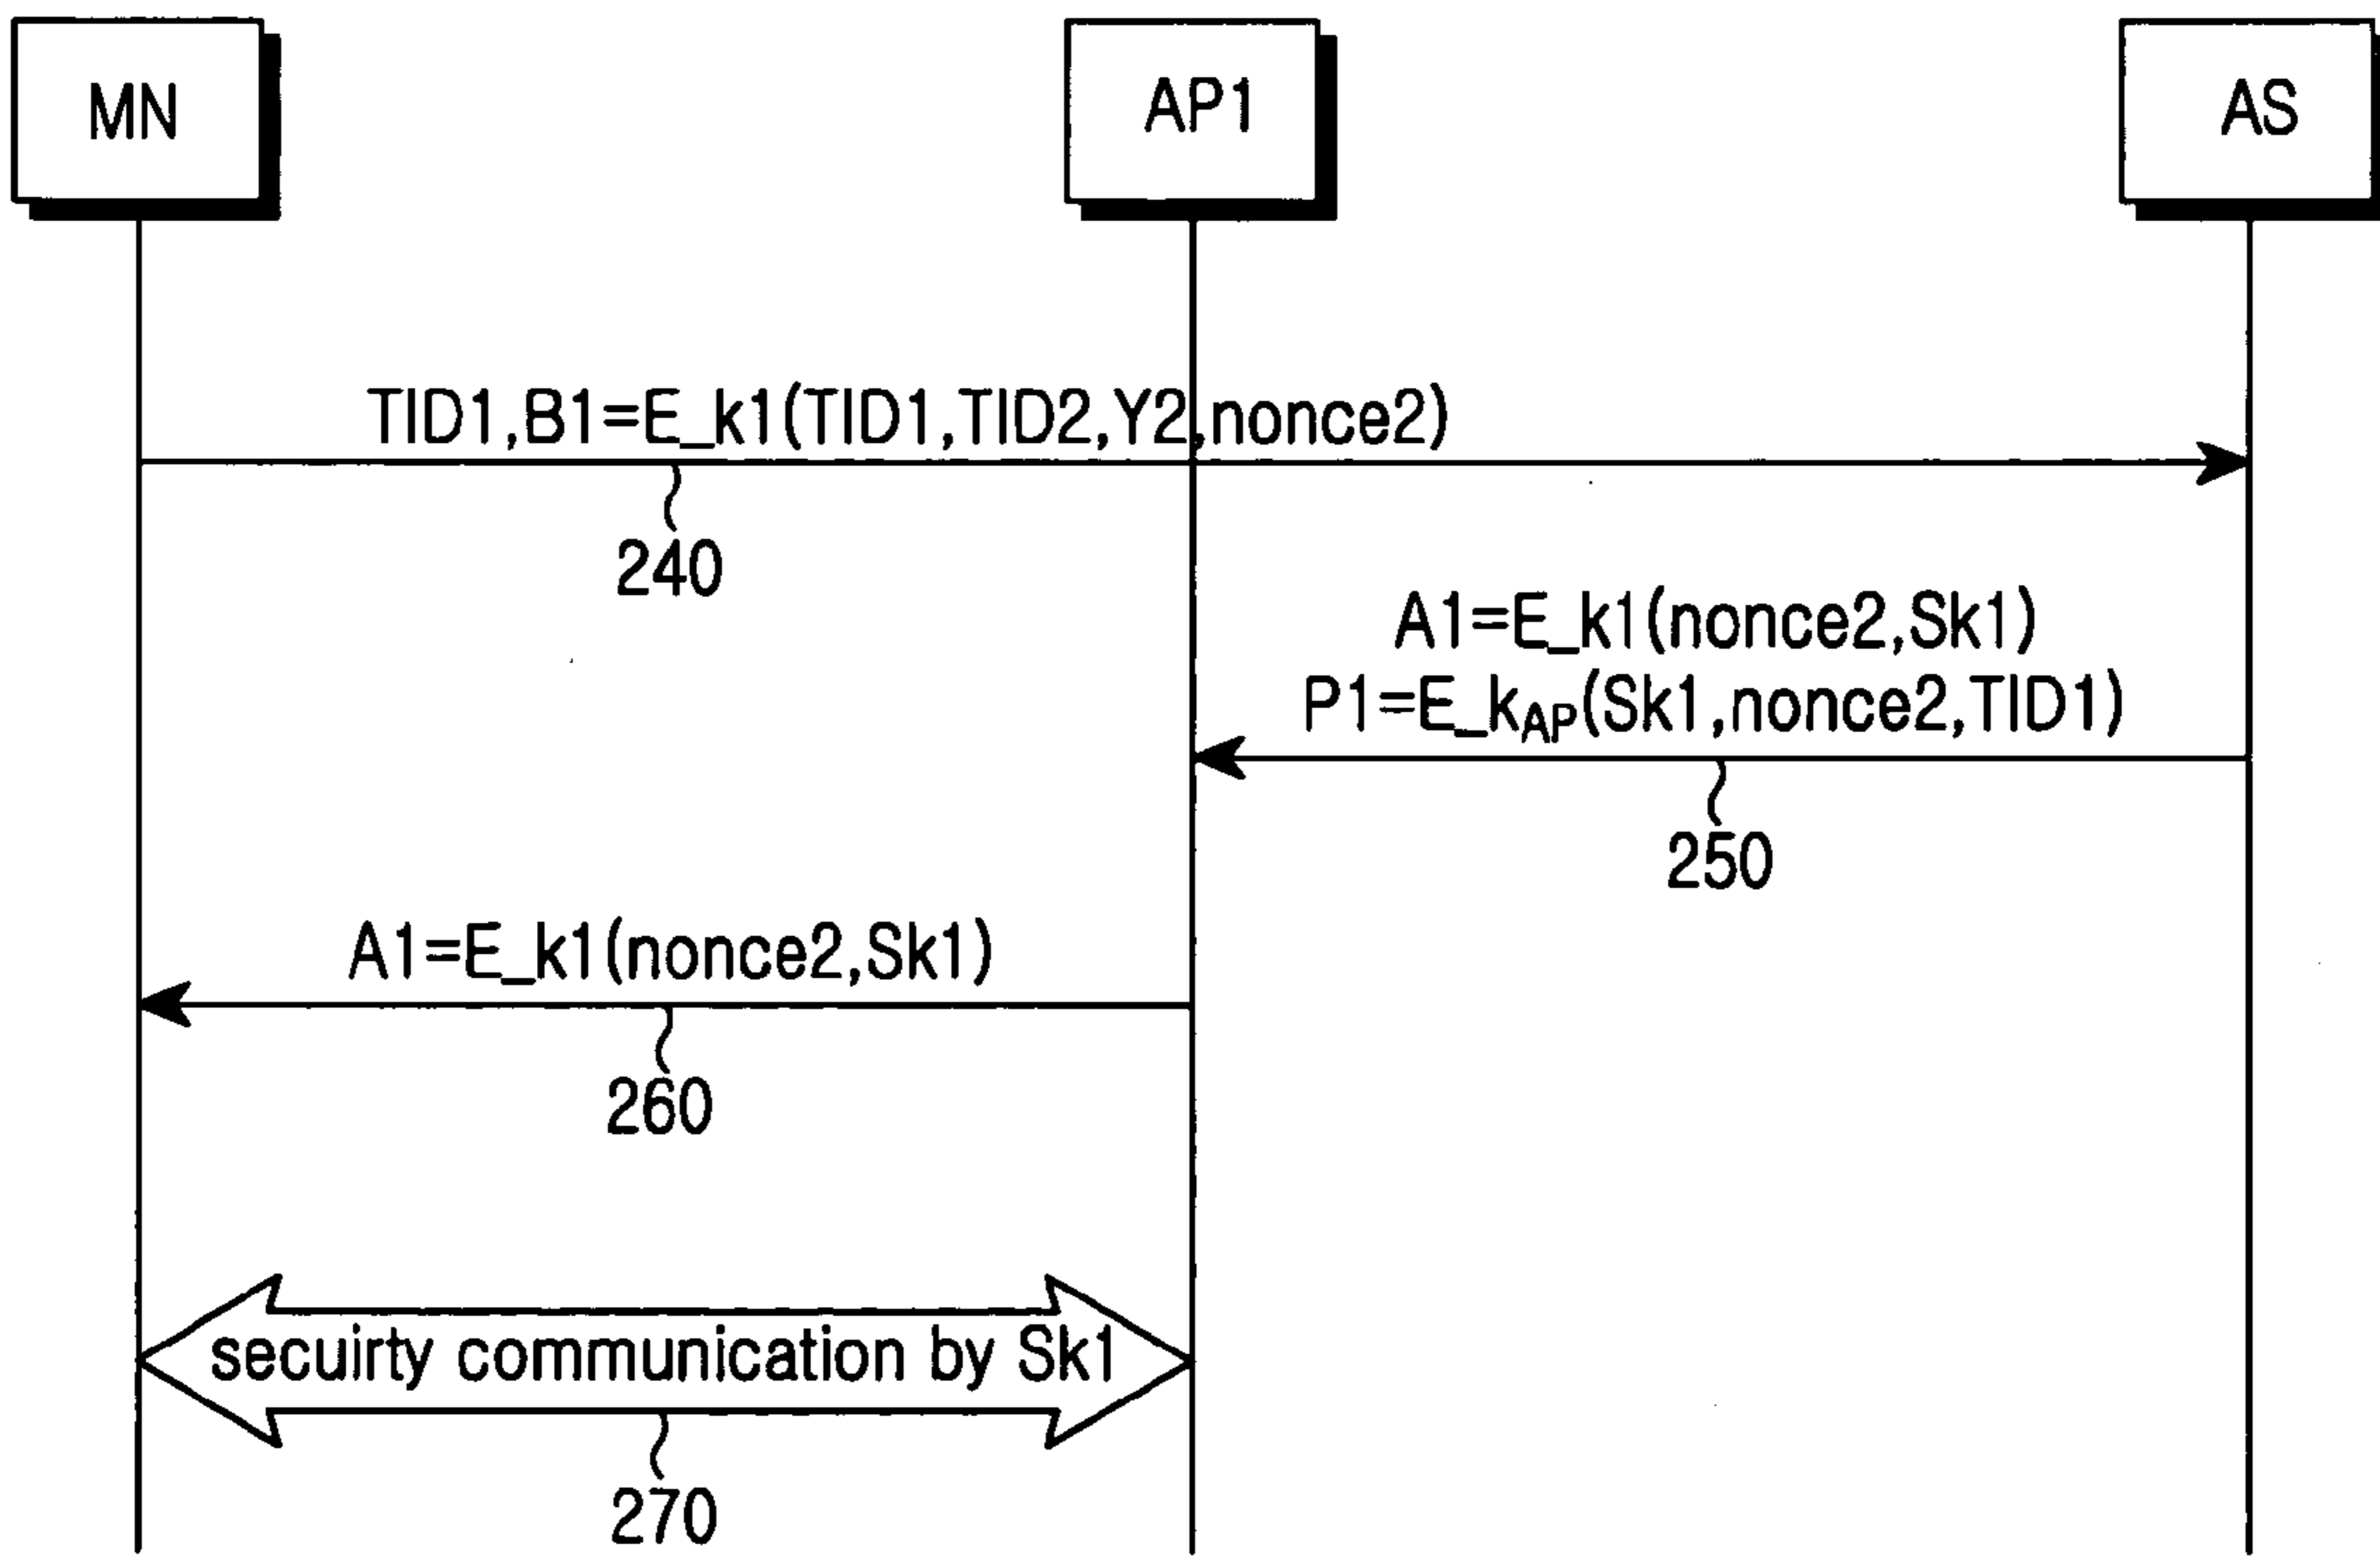 MN
AP1
AS
TID1,B1=E_k1(TID1,TID2,Y2,nonce2)
240
A1=E_k1(nonce2,Sk1)
P1=E_kAP(Sk1,nonce2,TID1)
250
A1=E_k1(nonce2,Sk1)
260
secuirty communication by Sk1
270